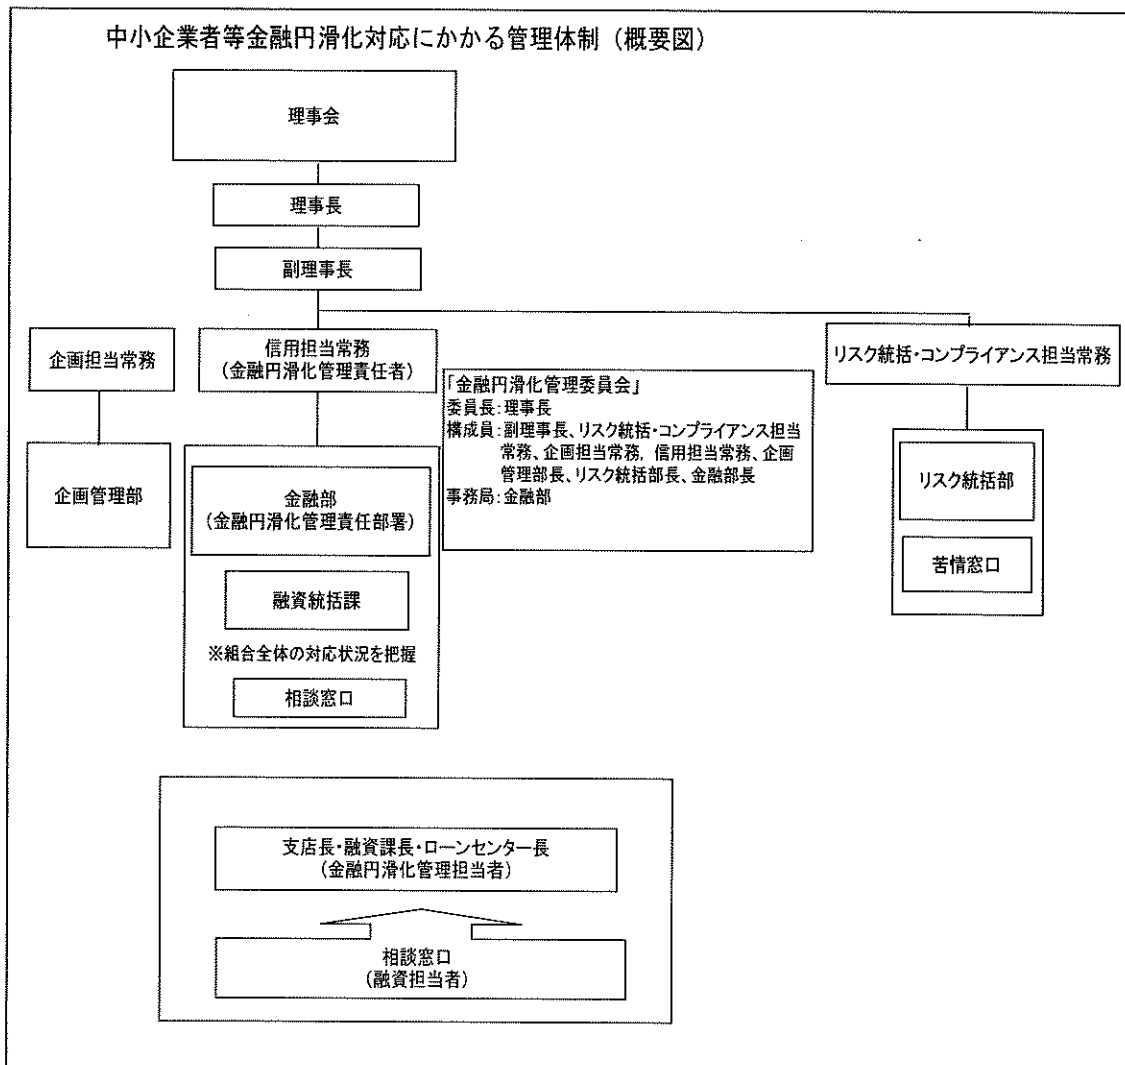 中小企業者等金融円滑化対応にかかる管理体制（概要図）
理事会
理事長
副理事長
企画担当常務
信用担当常務
（金融円滑化管理責任者）
リスク統括・コンプライアンス担当常務
「金融円滑化管理委員会」
委員長：理事長
構成員：副理事長、リスク統括・コンプライアンス担当
常務、企画担当常務，信用担当常務、企画
管理部長、リスク統括部長、金融部長
事務局：金融部
企画管理部
金融部
（金融円滑化管理責任部署）
融資統括課
※組合全体の対応状況を把握
相談窓口
リスク統括部
苦情窓口
支店長・融資課長・ローンセンター長
（金融円滑化管理担当者）
相談窓口
（融資担当者）